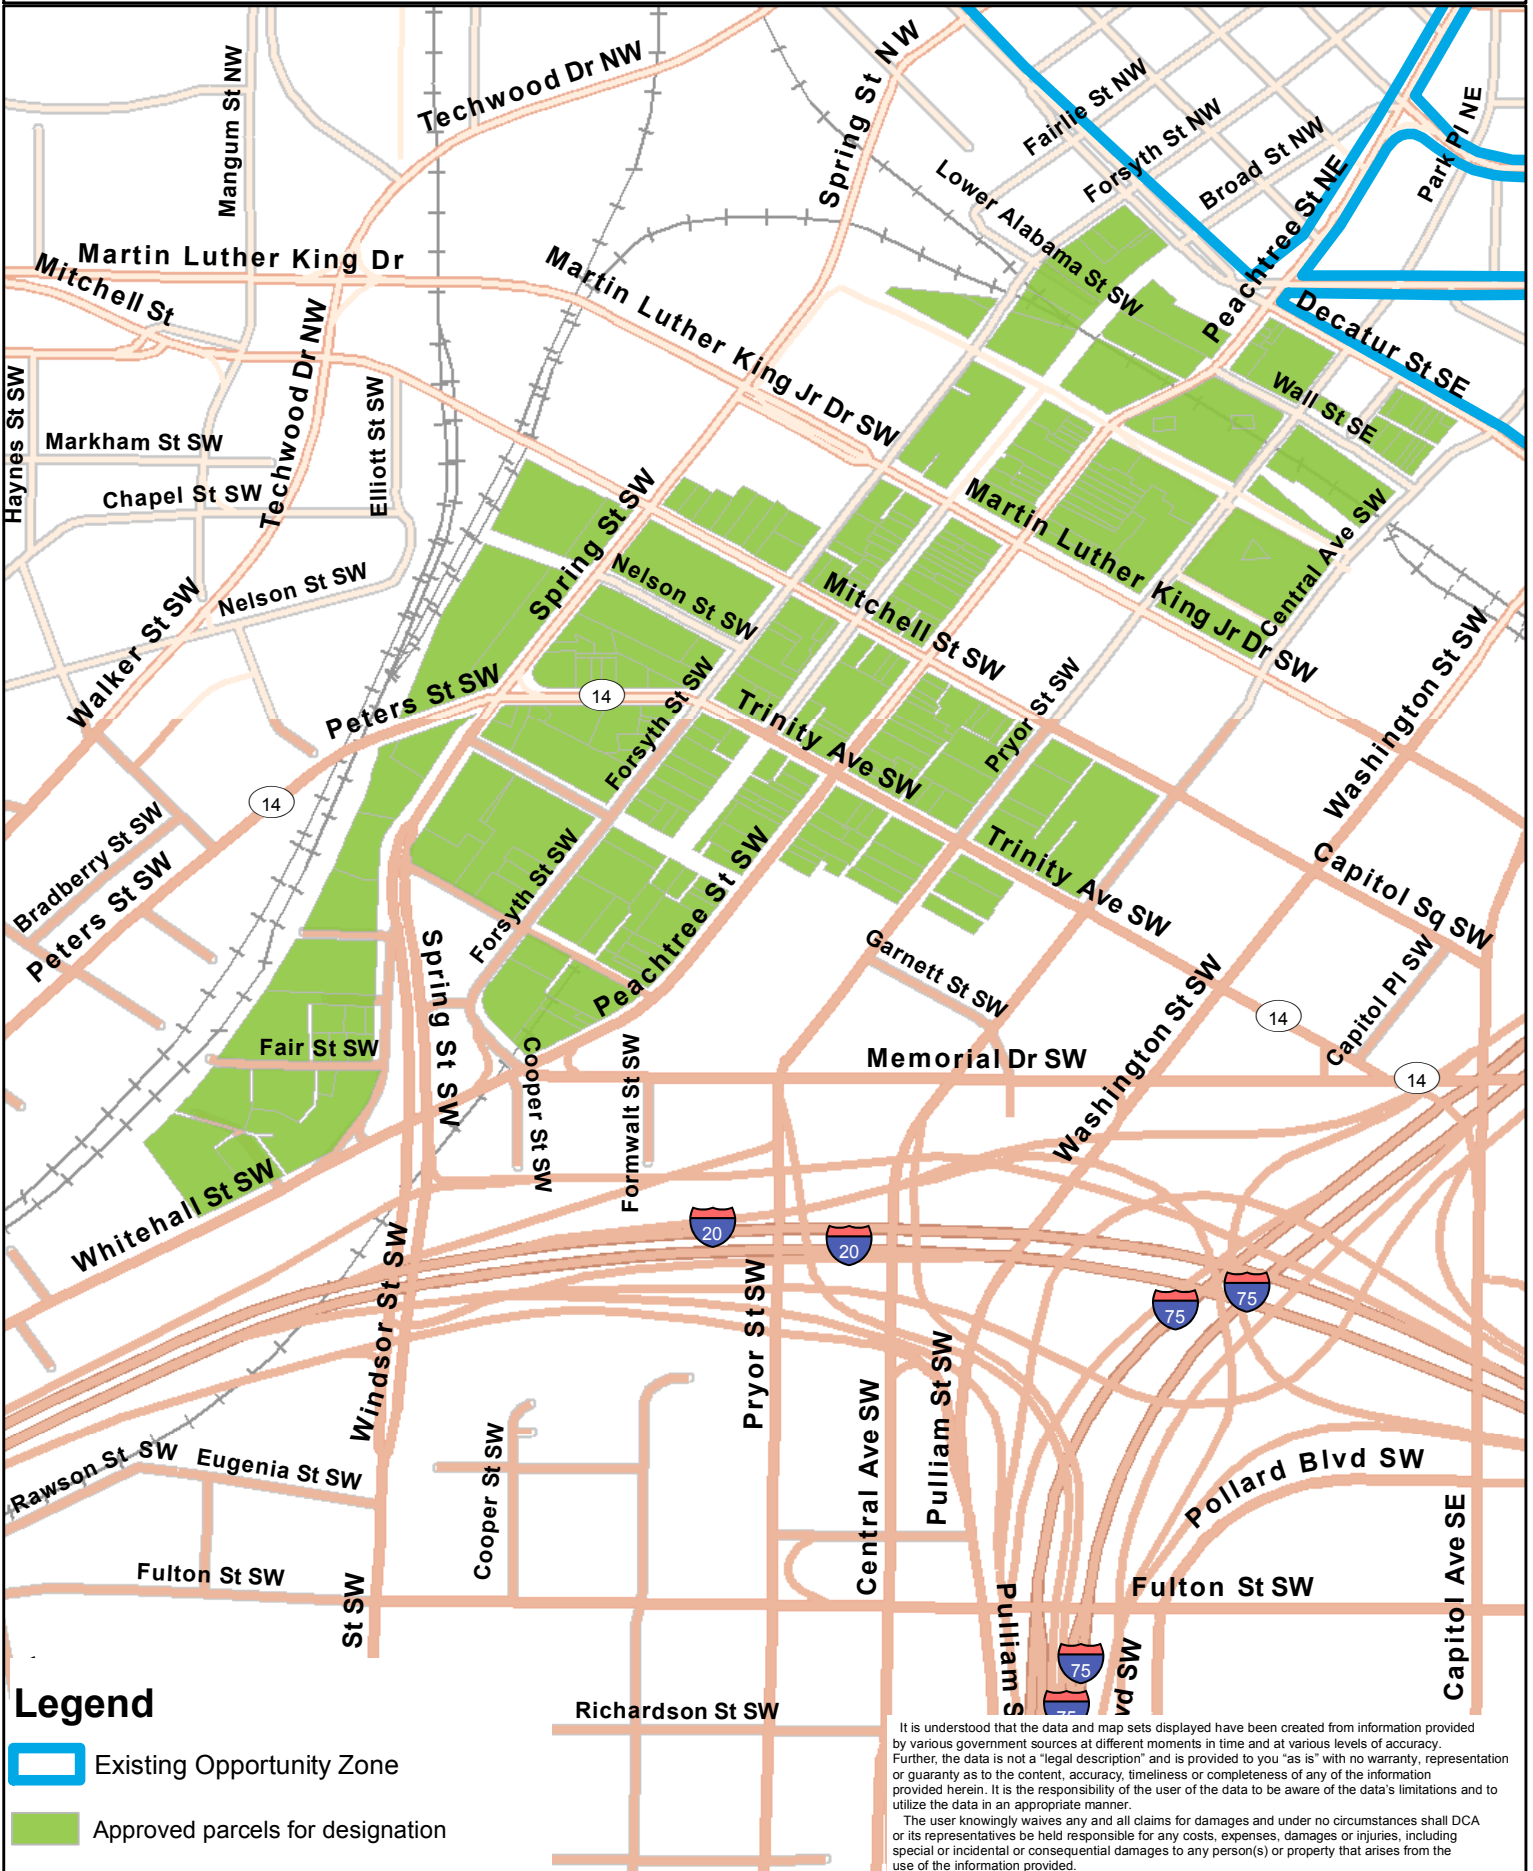 Techwood Dr NW
Spring St NW
Mangum St NW
Fairlie St NW
Forsyth St NW
Broad St NW
Park Pl NE
Lower Alabama St SW
Peachtree St NE
Martin Luther King Dr
Mitchell St
Martin Luther King Jr Dr SW
Decatur St SE
Wall St SE
Techwood Dr NW
Haynes St SW
Markham St SW
Elliott St SW
Chapel St SW
Spring St SW
Martin Luther King Jr Dr SW
Central Ave SW
Nelson St SW
Nelson St SW
Mitchell St SW
Walker St SW
Washington St SW
Peters St SW
14
Forsyth St SW
Trinity Ave SW
Pryor St SW
14
Bradberry St SW
Peters St SW
Forsyth St SW
Peachtree St SW
Trinity Ave SW
Capitol Sq SW
Spring St SW
Garnett St SW
Washington St SW
Capitol Pl SW
14
Fair St SW
Cooper St SW
Formwalt St SW
Memorial Dr SW
14
Whitehall St SW
20
20
75
75
Windsor St SW
Pryor St SW
Pulliam St SW
Central Ave SW
Rawson St SW
Eugenia St SW
Cooper St SW
Pollard Blvd SW
Capitol Ave SE
Fulton St SW
Fulton St SW
St SW
Pulliam S
75
75
vd SW
Richardson St SW
Legend
Existing Opportunity Zone
Approved parcels for designation
It is understood that the data and map sets displayed have been created from information provided
by various government sources at different moments in time and at various levels of accuracy.
Further, the data is not a "legal description" and is provided to you "as is" with no warranty, representation
or guaranty as to the content, accuracy, timeliness or completeness of any of the information
provided herein. It is the responsibility of the user of the data to be aware of the data's limitations and to
utilize the data in an appropriate manner.
The user knowingly waives any and all claims for damages and under no circumstances shall DCA
or its representatives be held responsible for any costs, expenses, damages or injuries, including
special or incidental or consequential damages to any person(s) or property that arises from the
use of the information provided.